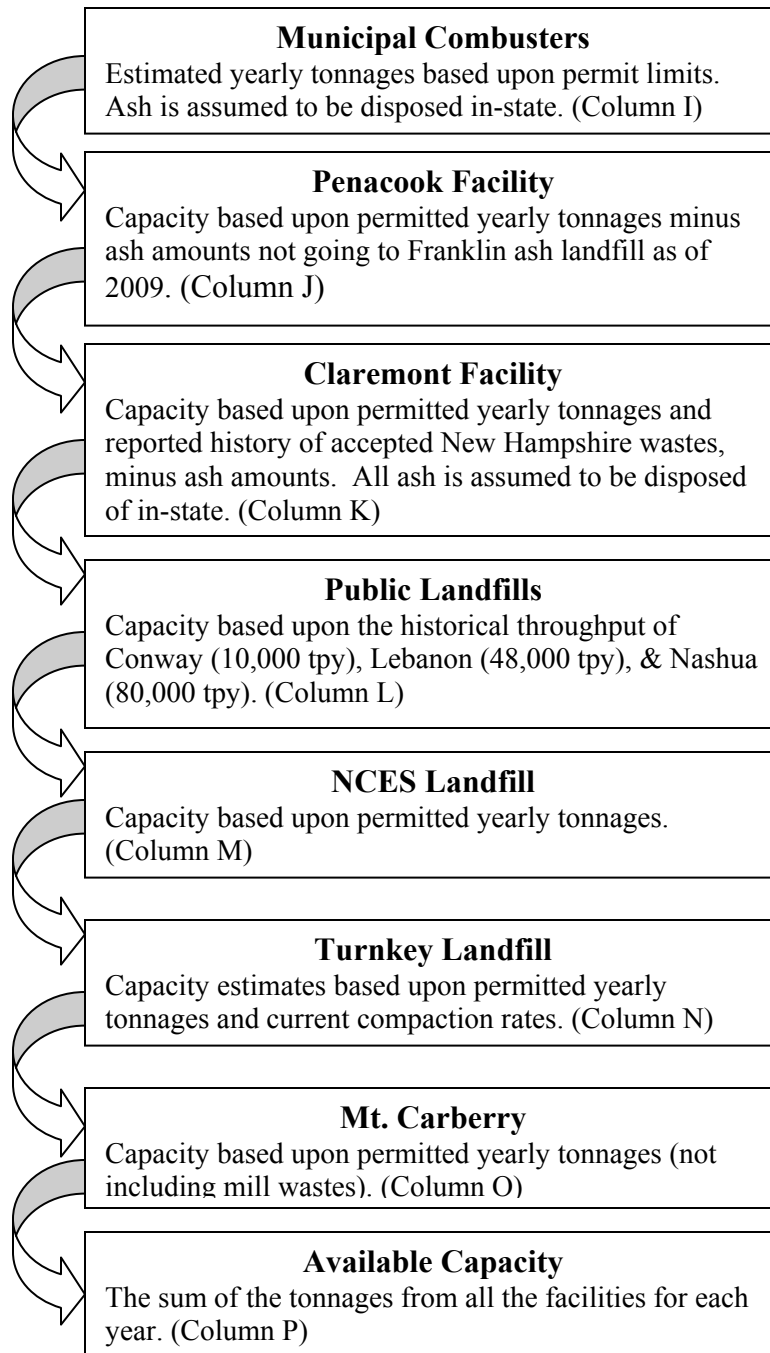 Municipal Combusters
Estimated yearly tonnages based upon permit limits.
Ash is assumed to be disposed in-state. (Column I)
Penacook Facility
Capacity based upon permitted yearly tonnages minus
ash amounts not going to Franklin ash landfill as of
2009. (Column J)
Claremont Facility
Capacity based upon permitted yearly tonnages and
reported history of accepted New Hampshire wastes,
minus ash amounts.  All ash is assumed to be disposed
of in-state. (Column K)
Public Landfills
Capacity based upon the historical throughput of
Conway (10,000 tpy), Lebanon (48,000 tpy), & Nashua
(80,000 tpy). (Column L)
NCES Landfill
Capacity based upon permitted yearly tonnages.
(Column M)
Turnkey Landfill
Capacity estimates based upon permitted yearly
tonnages and current compaction rates. (Column N)
Mt. Carberry
Capacity based upon permitted yearly tonnages (not
including mill wastes). (Column O)
Available Capacity
The sum of the tonnages from all the facilities for each
year. (Column P)